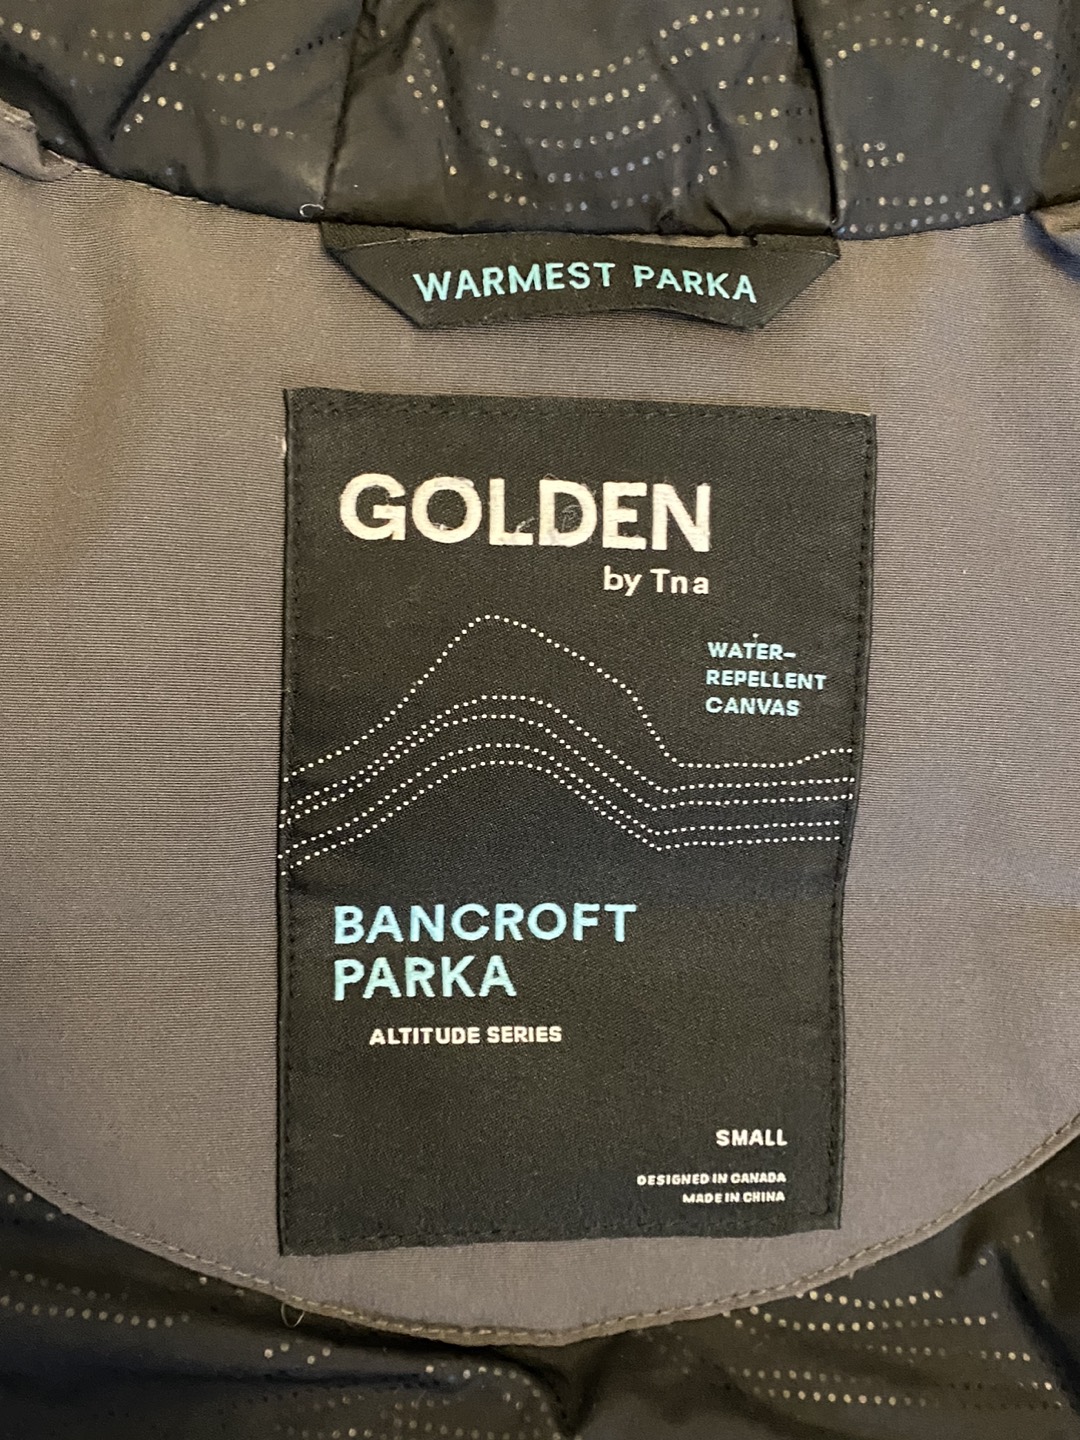 WARMEST PARKA
GOLDEN
by Tna
WATER-
REPELLENT
CANVAS
BANCROFT
PARKA
ALTITUDE SERIES
SMALL
DESIGNED IN CANADA
MADE IN CHINA